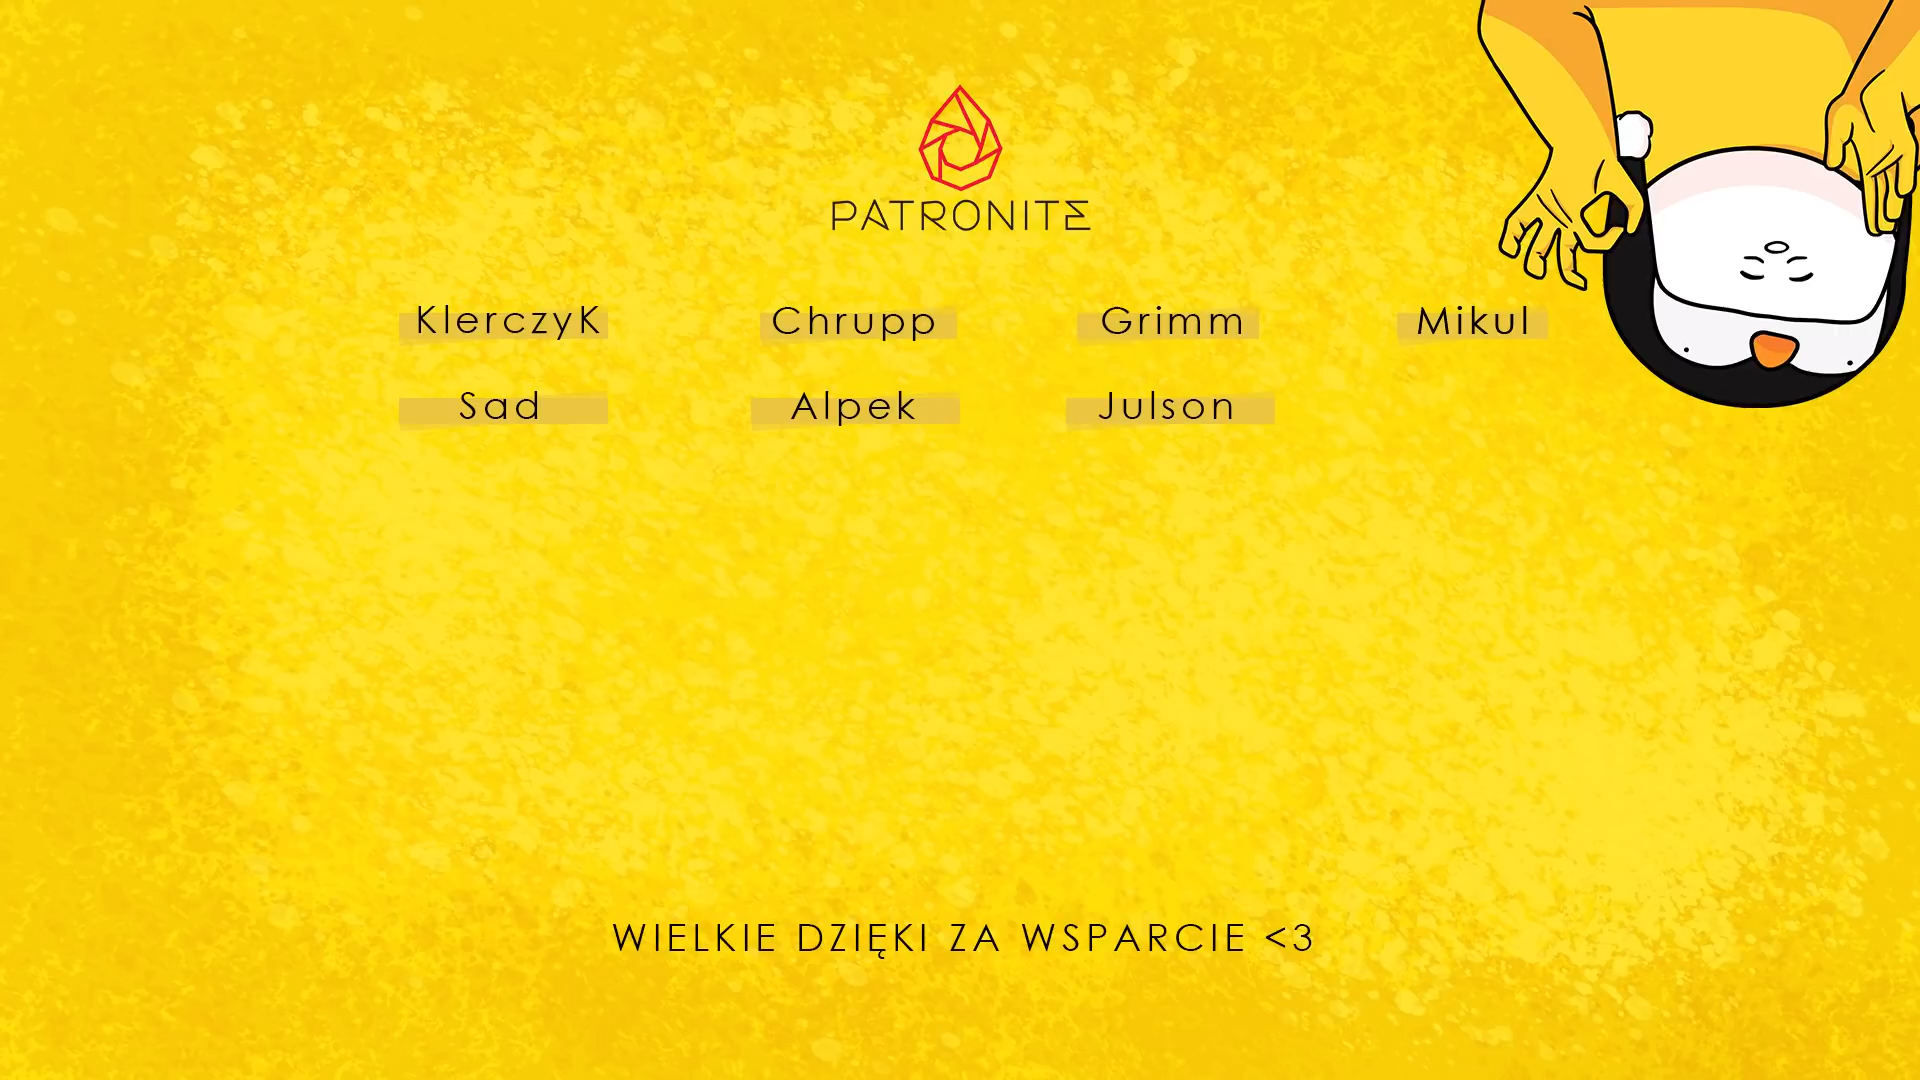 PATRONITE
KlerczyK Chrupp Grimm Mikul
Sad Alpek Julson
WIELKIE DZIĘKI ZA WSPARCIE <3